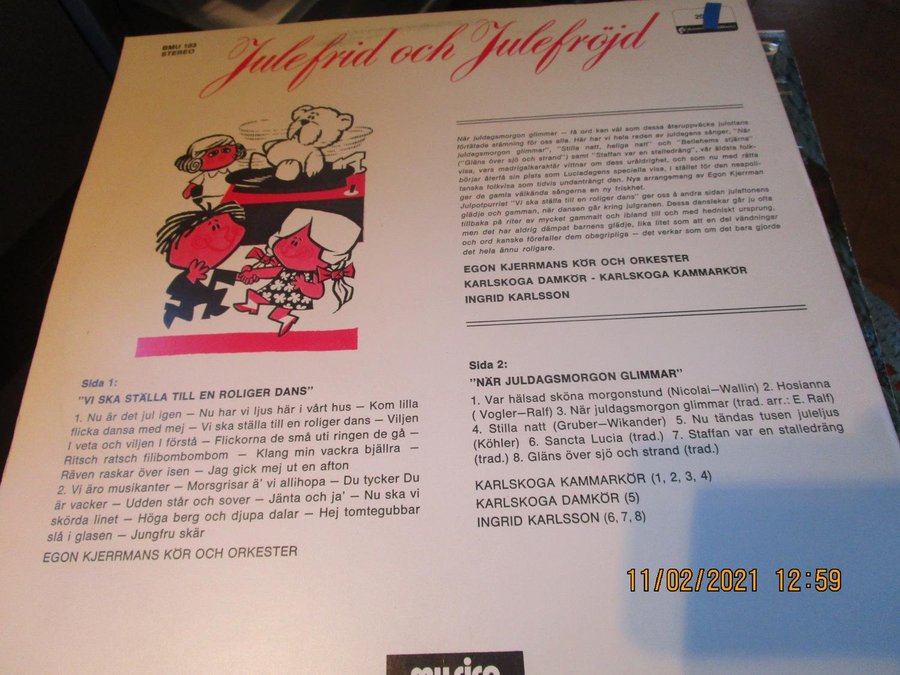 BMU 183
STEREO
Julefrid och Julefröjd
När juldagsmorgon glimmer – få ord kan väl som dessa återuppväcka julottans
förtätade stämning för oss alla. Här har vi hela raden av juldagens sånger, "När
juldagsmorgon glimmar", "Stilla natt, heliga natt" och "Betlehems stjärna"
("Gläns över sjö och strand") samt "Staffan var en stalledräng", vår äldsta folk-
visa, vars madrigalkaraktär vittnar om dess uråldrighet, och som nu med rätta
börjar återfå sin plats som Luciadagens speciella visa, i stället för den neapoli-
tanska folkvisa som tidvis undanträngt den. Nya arrangemang av Egon Kjerrman
ger de gamla välkända sångerna en ny friskhet.
Julpotpurriet "Vi ska ställa till en roliger dans" ger oss å andra sidan julaftonens
glädje och gamman, när dansen går kring julgranen. Dessa danslekar går ju ofta
tillbaka på riter av mycket gammalt och ibland till och med hedniskt ursprung,
men det har aldrig dämpat barnens glädje, lika litet som att en del vändningar
och ord kanske förefaller dem obegripliga – det verkar som om det bara gjorde
det hela ännu roligare.
EGON KJERRMANS KÖR OCH ORKESTER
KARLSKOGA DAMKÖR - KARLSKOGA KAMMARKÖR
INGRID KARLSSON
Sida 1:
"VI SKA STÄLLA TILL EN ROLIGER DANS"
1. Nu är det jul igen – Nu har vi ljus här i vårt hus – Kom lilla
flicka dansa med mej – Vi ska ställa till en roliger dans – Viljen
I veta och viljen I förstå – Flickorna de små uti ringen de gå –
Ritsch ratsch filibombombom – Klang min vackra bjällra –
Räven raskar över isen – Jag gick mej ut en afton
2. Vi äro musikanter – Morsgrisar ä' vi allihopa – Du tycker Du
är vacker – Udden står och sover – Jänta och ja' – Nu ska vi
skörda linet – Höga berg och djupa dalar – Hej tomtegubbar
slå i glasen – Jungfru skär
EGON KJERRMANS KÖR OCH ORKESTER
Sida 2:
"NÄR JULDAGSMORGON GLIMMAR"
1. Var hälsad sköna morgonstund (Nicolai–Wallin) 2. Hosianna
( Vogler–Ralf) 3. När juldagsmorgon glimmar (trad. arr.: E. Ralf)
4. Stilla natt (Gruber–Wikander) 5. Nu tändas tusen juleljus
(Köhler) 6. Sancta Lucia (trad.) 7. Staffan var en stalledräng
(trad.) 8. Gläns över sjö och strand (trad.)
KARLSKOGA KAMMARKÖR (1, 2, 3, 4)
KARLSKOGA DAMKÖR (5)
INGRID KARLSSON (6, 7, 8)
11/02/2021 12:59
musica